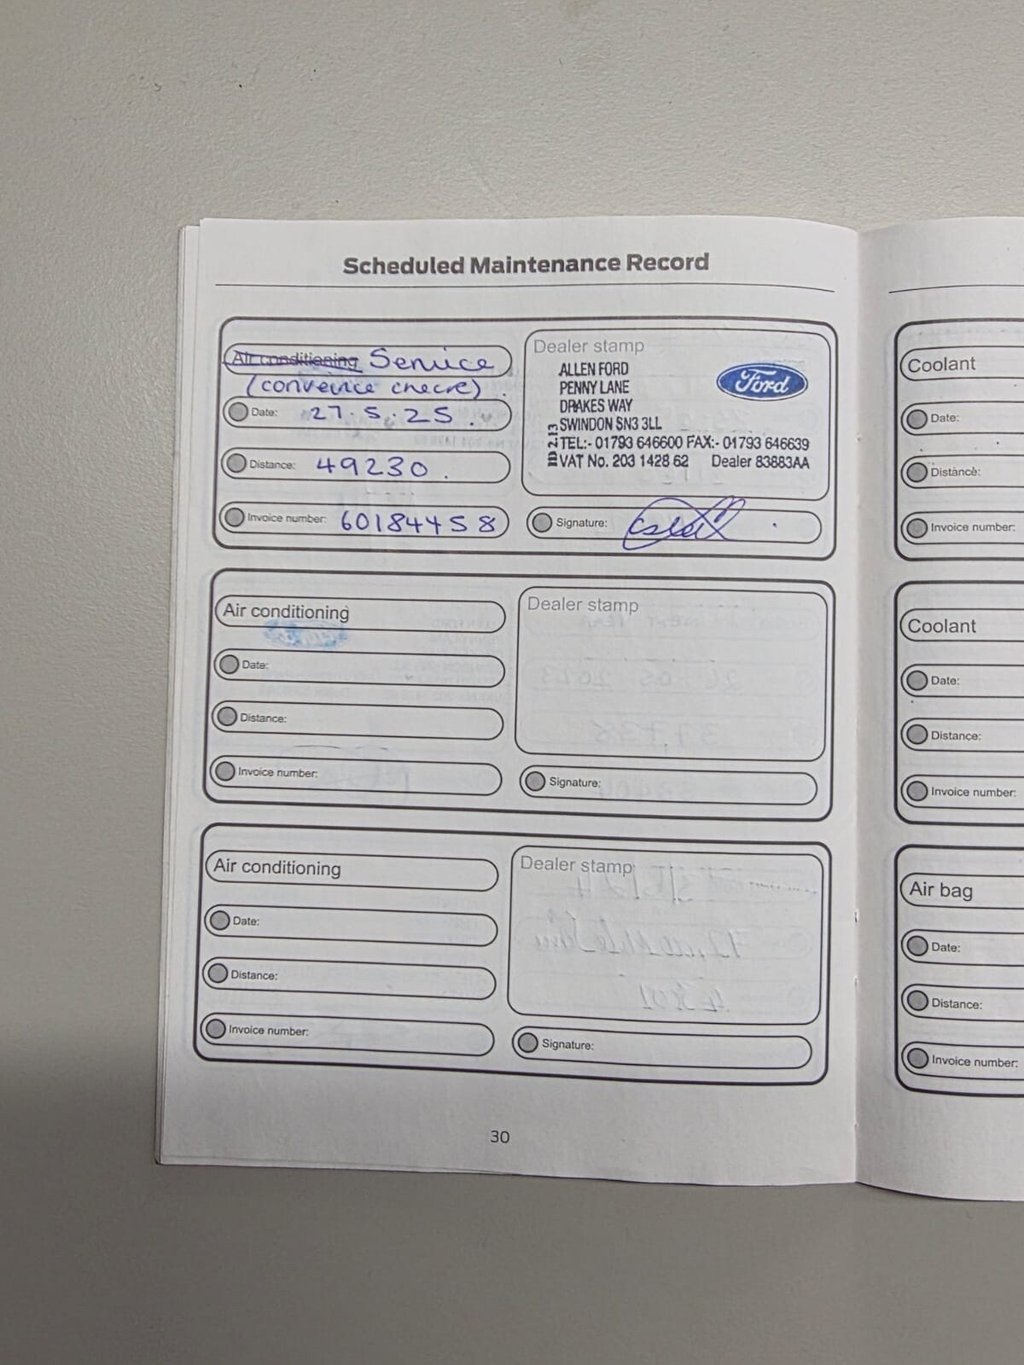 Scheduled Maintenance Record
Air conditioning Service
(conveince checre)
Date: 27.5.25.
Distance: 49230.
Invoice number: 60184458
Dealer stamp
ALLEN FORD
PENNY LANE
DRAKES WAY
SWINDON SN3 3LL
TEL:- 01793 646600 FAX:- 01793 646639
VAT No. 203 1428 62 Dealer 83883AA
Ford
Signature:
Air conditioning
Date:
Distance:
Invoice number:
Dealer stamp
Signature:
Air conditioning
Date:
Distance:
Invoice number:
Dealer stamp
Signature:
30
Coolant
Date:
Distance:
Invoice number:
Coolant
Date:
Distance:
Invoice number:
Air bag
Date:
Distance:
Invoice number: